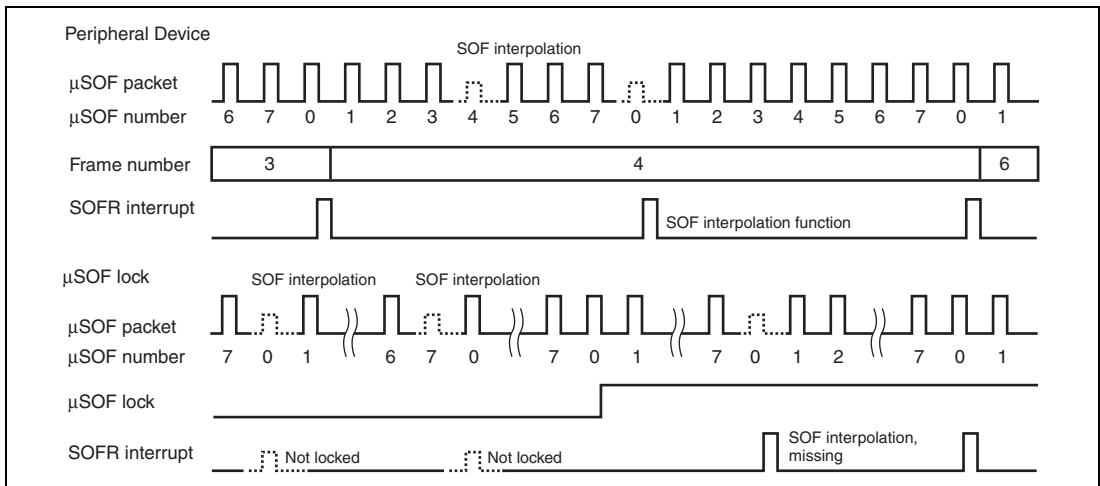 Peripheral Device
SOF interpolation
μSOF packet
μSOF number 6 7 0 1 2 3 4 5 6 7 0 1 2 3 4 5 6 7 0 1
Frame number 3 4 6
SOFR interrupt
SOF interpolation function
μSOF lock
SOF interpolation SOF interpolation
μSOF packet
μSOF number 7 0 1 6 7 0 7 0 1 7 0 1 2 7 0 1
μSOF lock
SOFR interrupt Not locked Not locked SOF interpolation,
missing